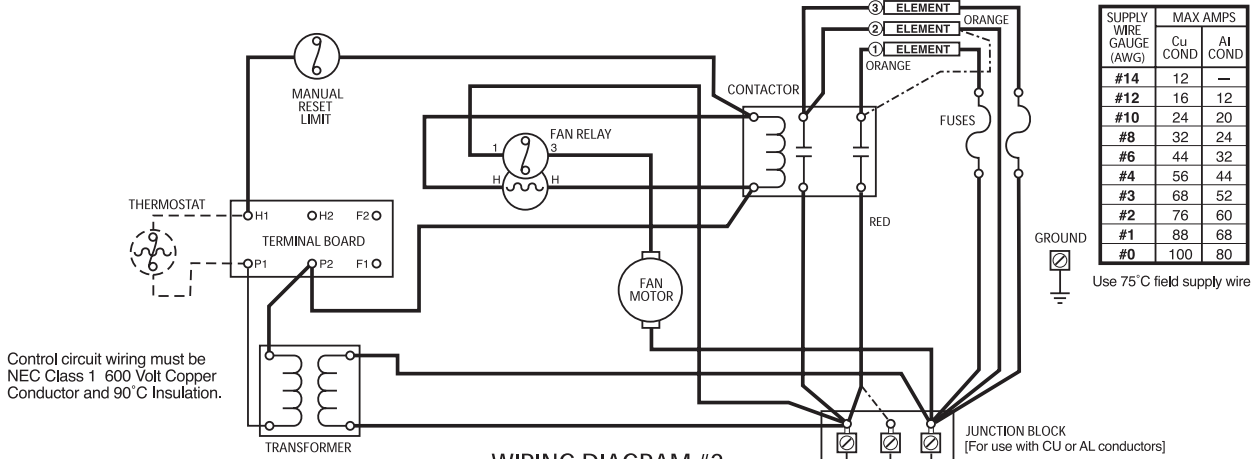 3 ELEMENT
2 ELEMENT
ORANGE
1 ELEMENT
ORANGE
MANUAL
RESET
LIMIT
CONTACTOR
FUSES
FAN RELAY
1
3
H
H
THERMOSTAT
H1
H2
F2
TERMINAL BOARD
P1
P2
F1
RED
FAN
MOTOR
GROUND
SUPPLY WIRE GAUGE (AWG) MAX AMPS
Cu COND Al COND
#14 12 —
#12 16 12
#10 24 20
#8 32 24
#6 44 32
#4 56 44
#3 68 52
#2 76 60
#1 88 68
#0 100 80
Use 75°C field supply wire
Control circuit wiring must be
NEC Class 1 600 Volt Copper
Conductor and 90°C Insulation.
TRANSFORMER
JUNCTION BLOCK
[For use with CU or AL conductors]
WIRING DIAGRAM